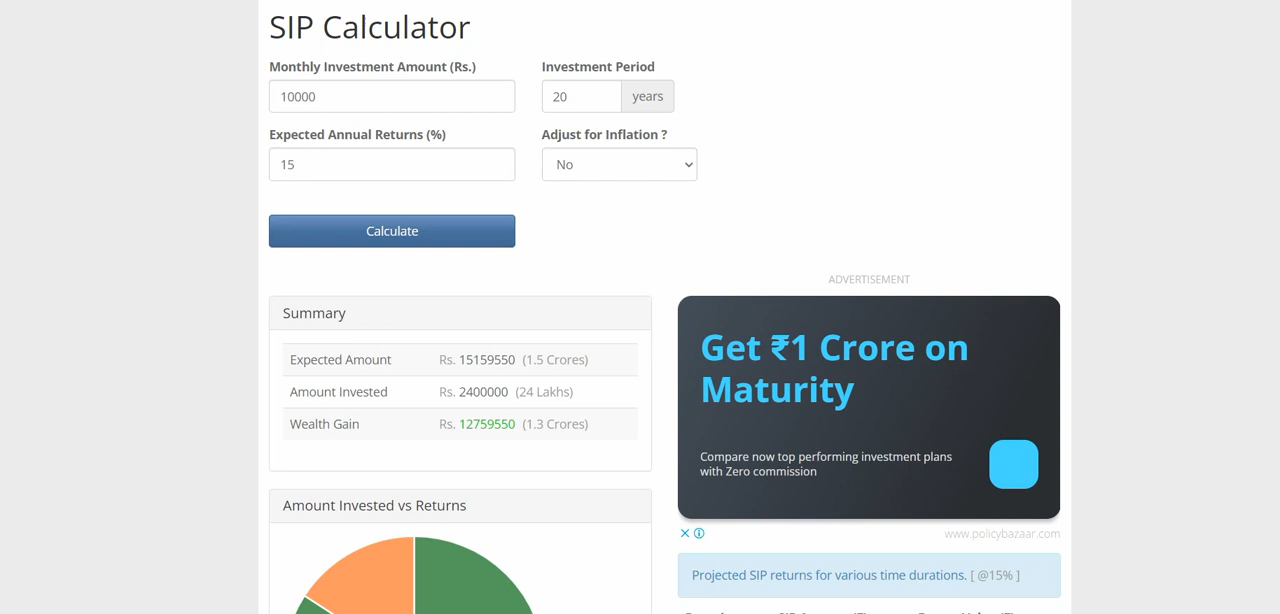 SIP Calculator
Monthly Investment Amount (Rs.)
Investment Period
10000
20
years
Expected Annual Returns (%)
Adjust for Inflation ?
15
No
Calculate
ADVERTISEMENT
Summary
Expected Amount Rs. 15159550 (1.5 Crores)
Amount Invested Rs. 2400000 (24 Lakhs)
Wealth Gain Rs. 12759550 (1.3 Crores)
Get ₹1 Crore on
Maturity
Compare now top performing investment plans
with Zero commission
www.policybazaar.com
Amount Invested vs Returns
Projected SIP returns for various time durations. [ @15% ]